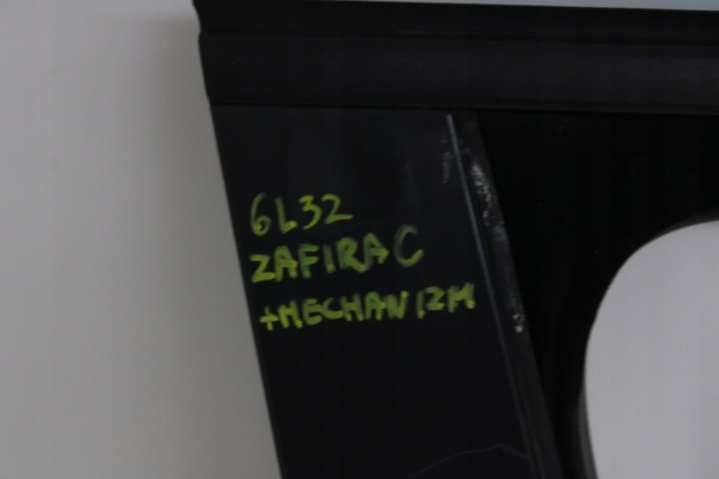 6L32
ZAFIRA C
+MECHANIZM